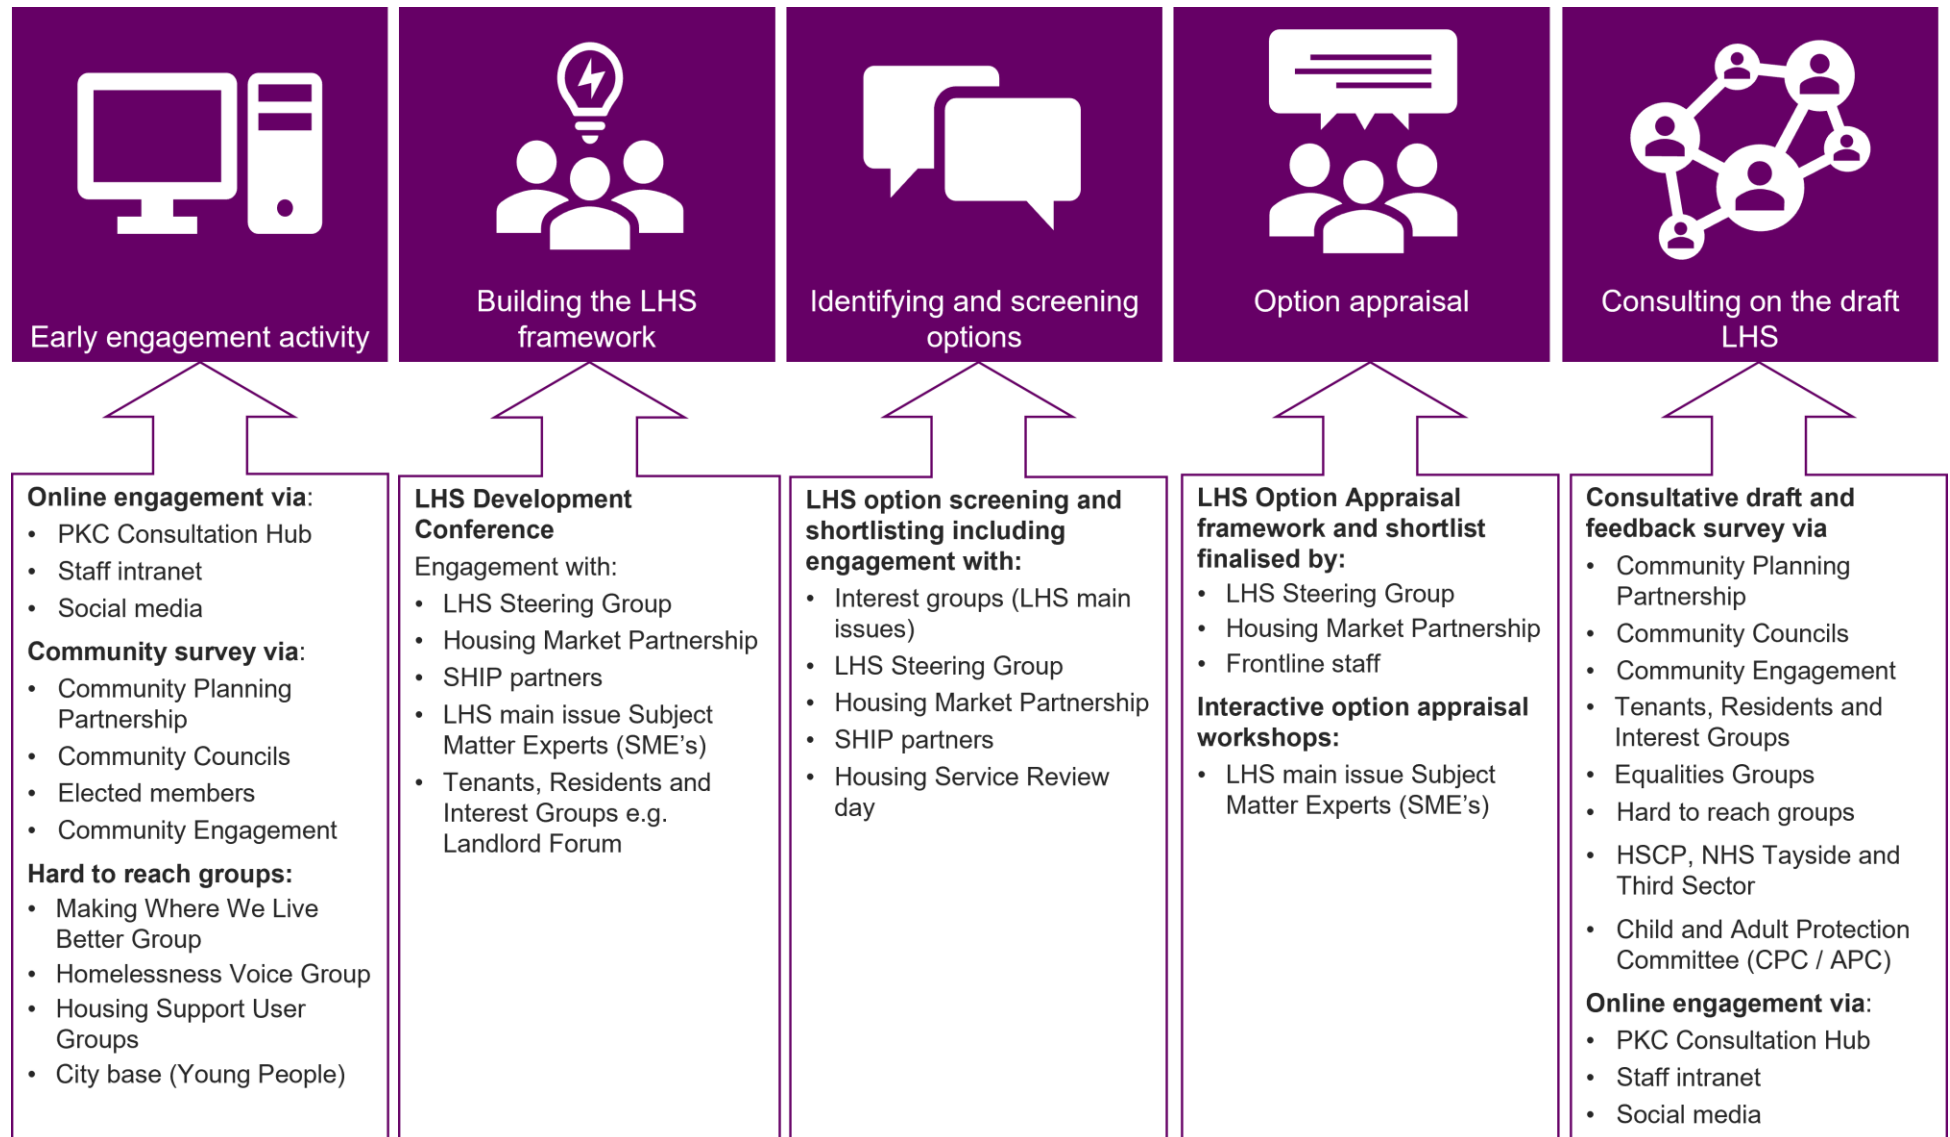 Early engagement activity
Building the LHS
framework
Identifying and screening
options
Option appraisal
Consulting on the draft
LHS
Online engagement via:
• PKC Consultation Hub
• Staff intranet
• Social media
Community survey via:
• Community Planning
Partnership
• Community Councils
• Elected members
• Community Engagement
Hard to reach groups:
• Making Where We Live
Better Group
• Homelessness Voice Group
• Housing Support User
Groups
• City base (Young People)
LHS Development
Conference
Engagement with:
• LHS Steering Group
• Housing Market Partnership
• SHIP partners
• LHS main issue Subject
Matter Experts (SME's)
• Tenants, Residents and
Interest Groups e.g.
Landlord Forum
LHS option screening and
shortlisting including
engagement with:
• Interest groups (LHS main
issues)
• LHS Steering Group
• Housing Market Partnership
• SHIP partners
• Housing Service Review
day
LHS Option Appraisal
framework and shortlist
finalised by:
• LHS Steering Group
• Housing Market Partnership
• Frontline staff
Interactive option appraisal
workshops:
• LHS main issue Subject
Matter Experts (SME's)
Consultative draft and
feedback survey via
• Community Planning
Partnership
• Community Councils
• Community Engagement
• Tenants, Residents and
Interest Groups
• Equalities Groups
• Hard to reach groups
• HSCP, NHS Tayside and
Third Sector
• Child and Adult Protection
Committee (CPC / APC)
Online engagement via:
• PKC Consultation Hub
• Staff intranet
• Social media